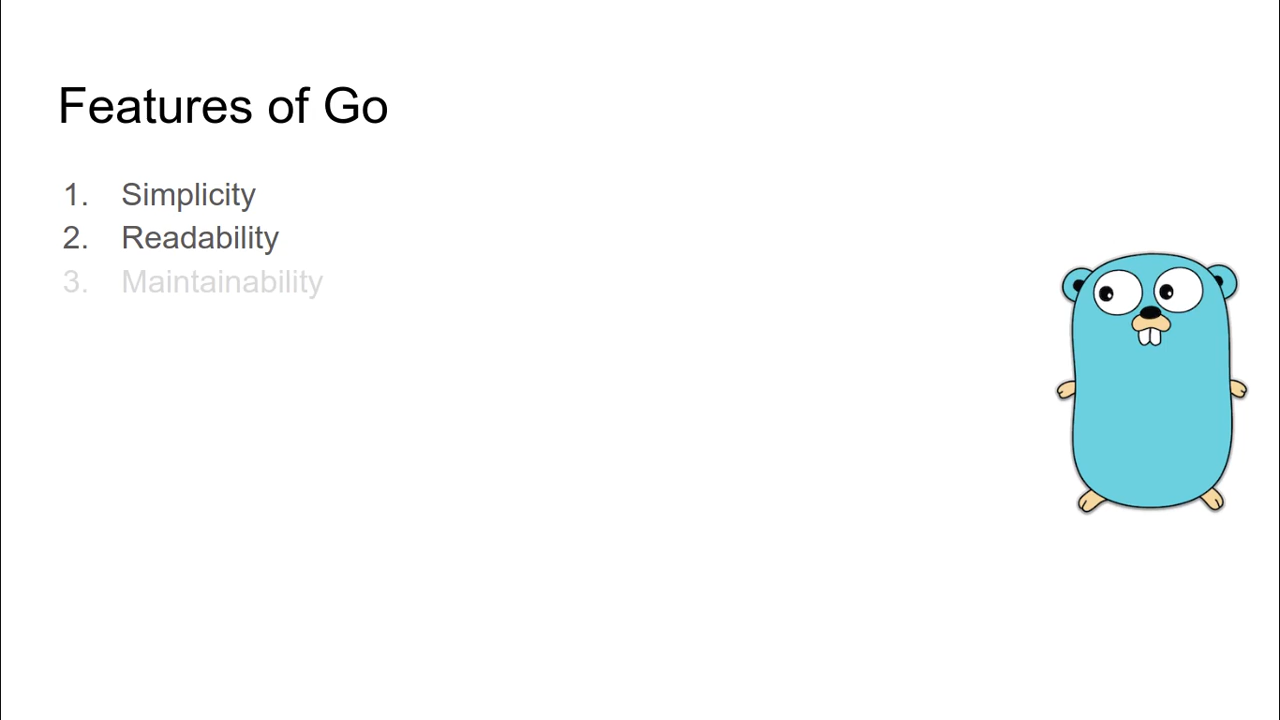 Features of Go
1. Simplicity
2. Readability
3. Maintainability